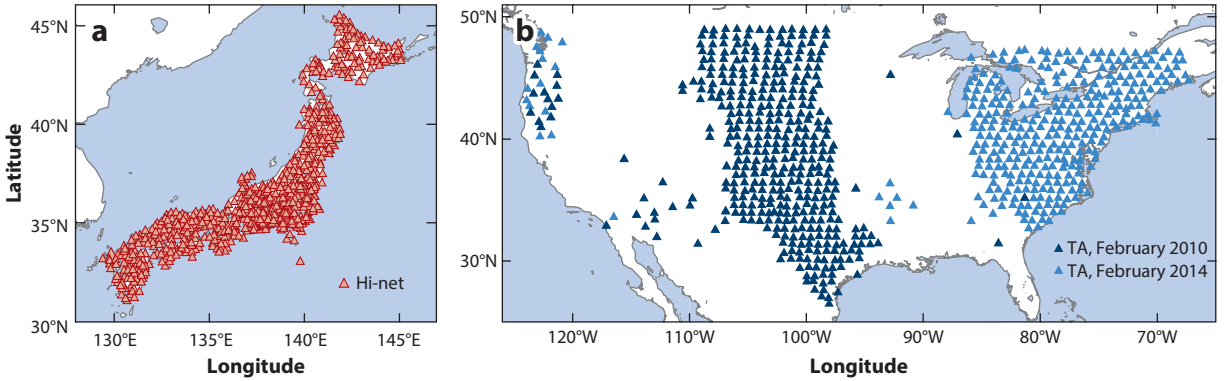 a
45°N
40°N
35°N
30°N
Latitude
130°E
135°E
140°E
145°E
Longitude
Hi-net
b
50°N
40°N
30°N
120°W
110°W
100°W
90°W
80°W
70°W
Longitude
TA, February 2010
TA, February 2014